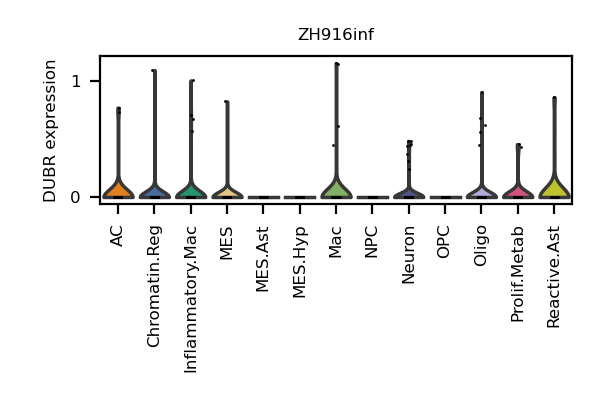 ZH916inf
DUBR expression
1
0
AC
Chromatin.Reg
Inflammatory.Mac
MES
MES.Ast
MES.Hyp
Mac
NPC
Neuron
OPC
Oligo
Prolif.Metab
Reactive.Ast